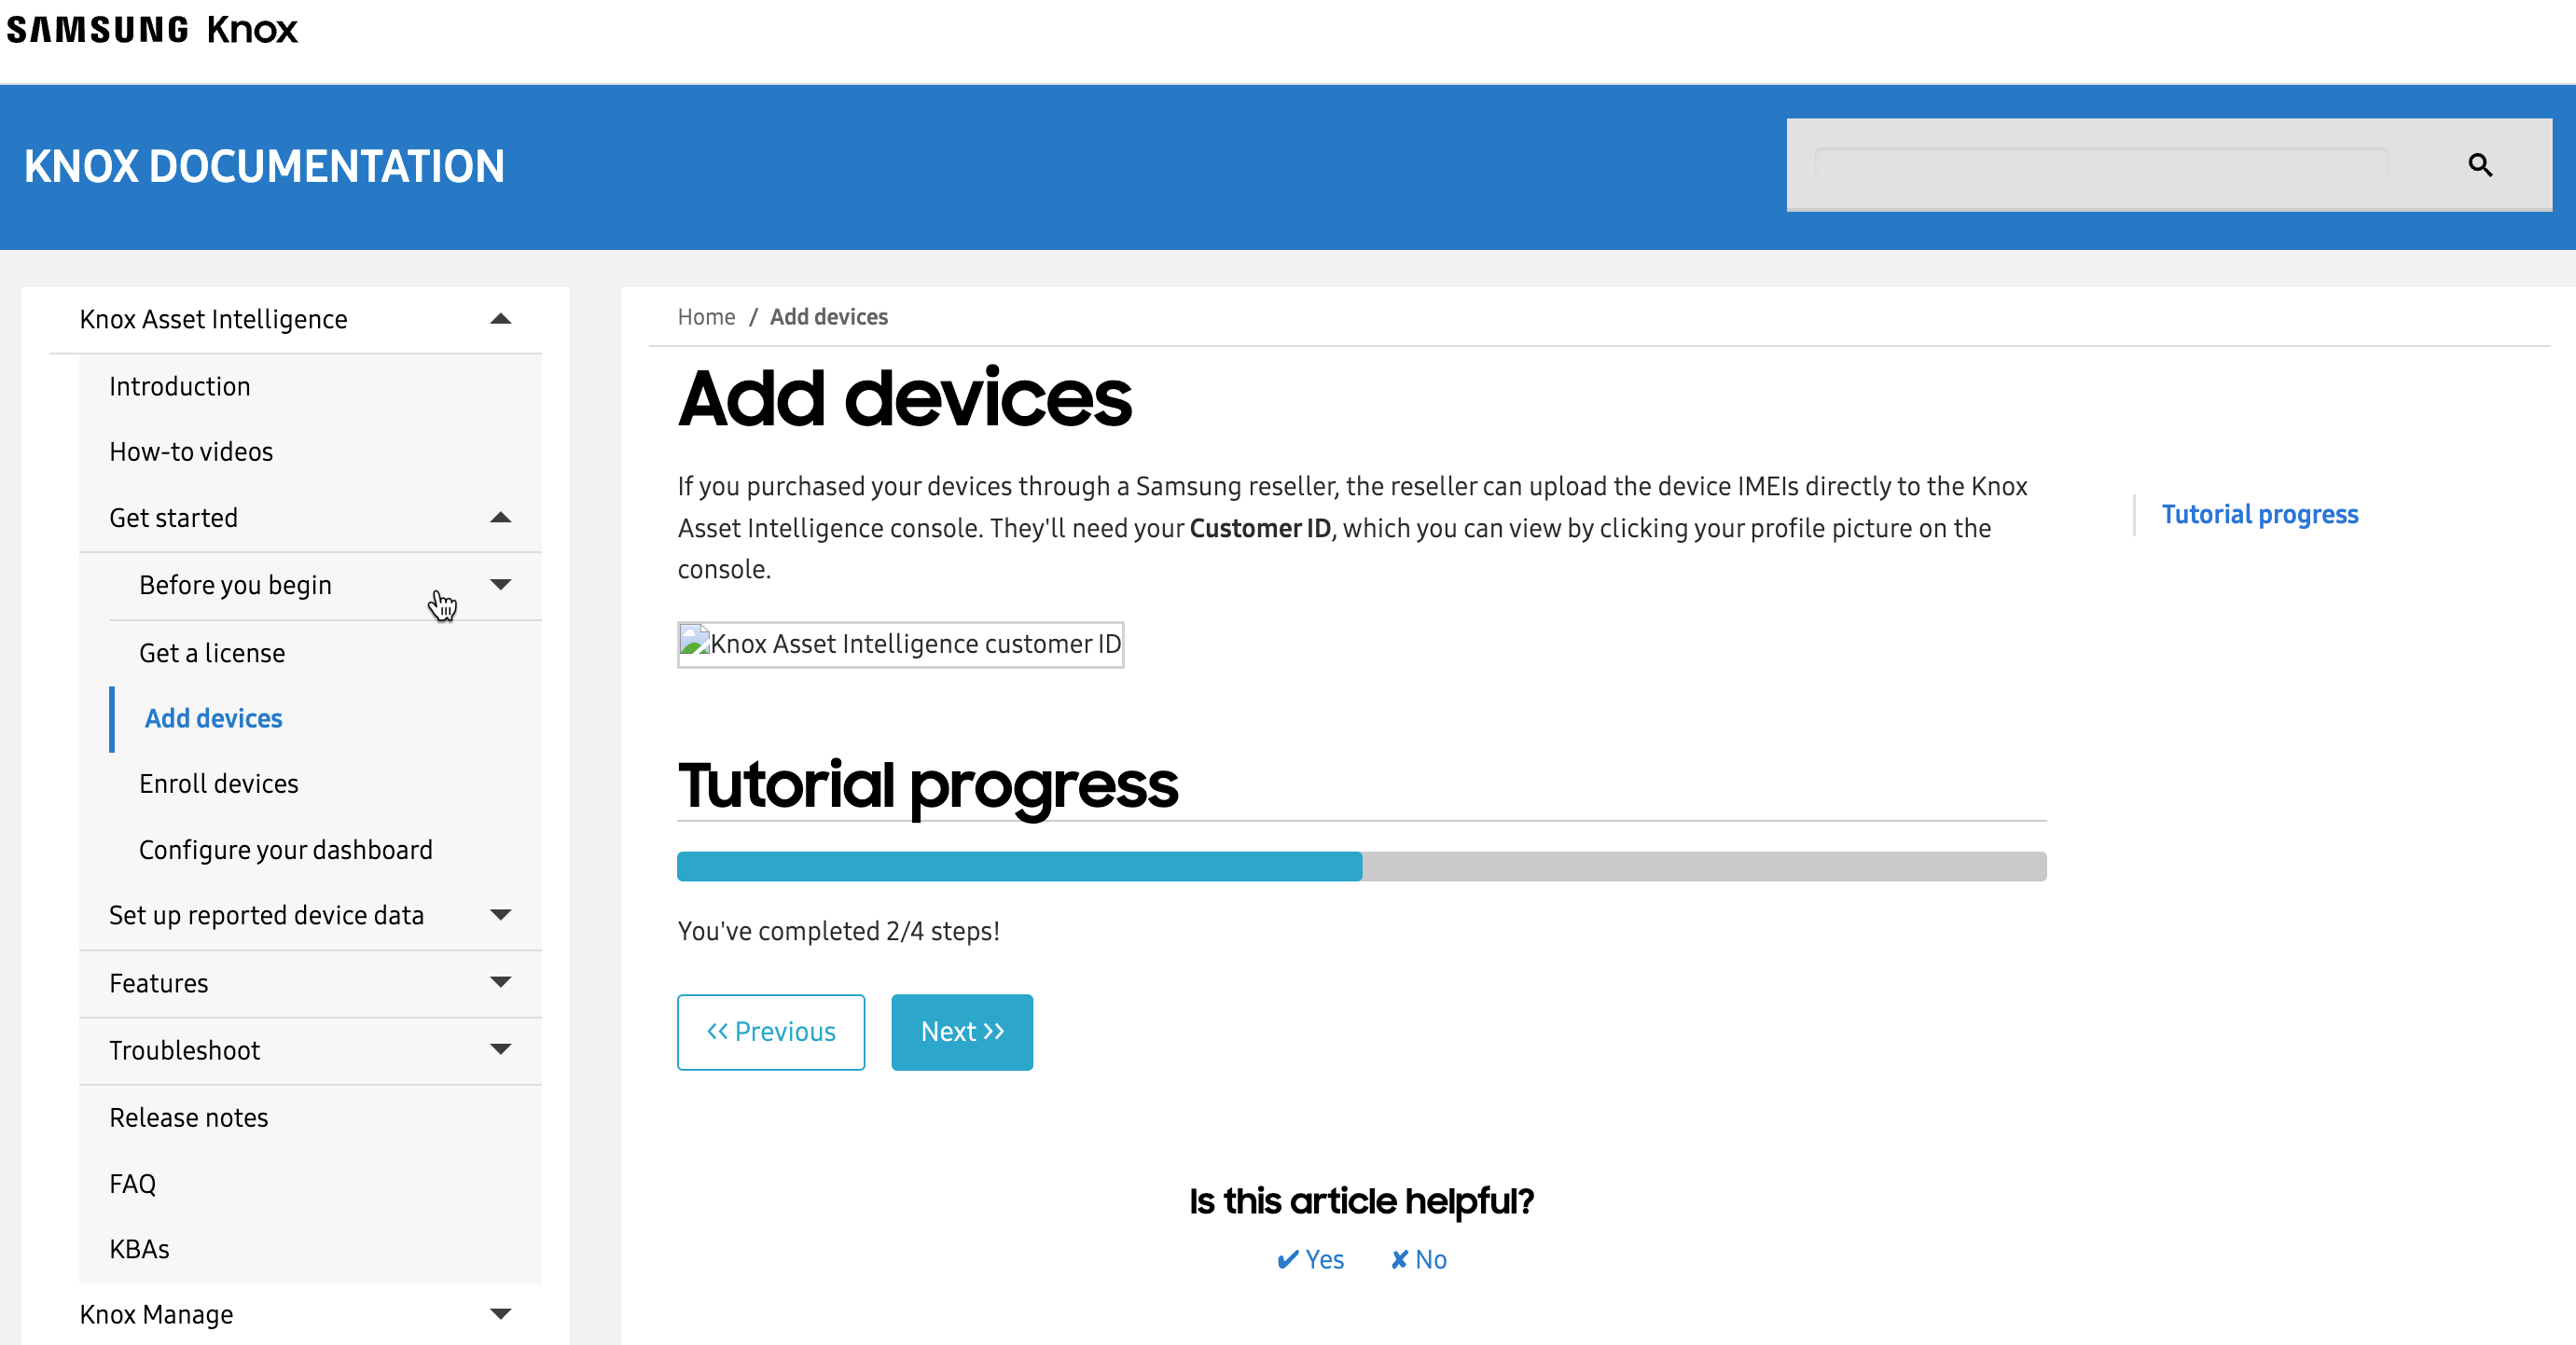 SAMSUNG Knox
KNOX DOCUMENTATION
Knox Asset Intelligence
Introduction
How-to videos
Get started
Before you begin
Get a license
Add devices
Enroll devices
Configure your dashboard
Set up reported device data
Features
Troubleshoot
Release notes
FAQ
KBAs
Knox Manage
Home / Add devices
Add devices
If you purchased your devices through a Samsung reseller, the reseller can upload the device IMEIs directly to the Knox
Asset Intelligence console. They'll need your Customer ID, which you can view by clicking your profile picture on the
console.
Knox Asset Intelligence customer ID
Tutorial progress
You've completed 2/4 steps!
<< Previous
Next >>
Is this article helpful?
✔ Yes ✘ No
Tutorial progress